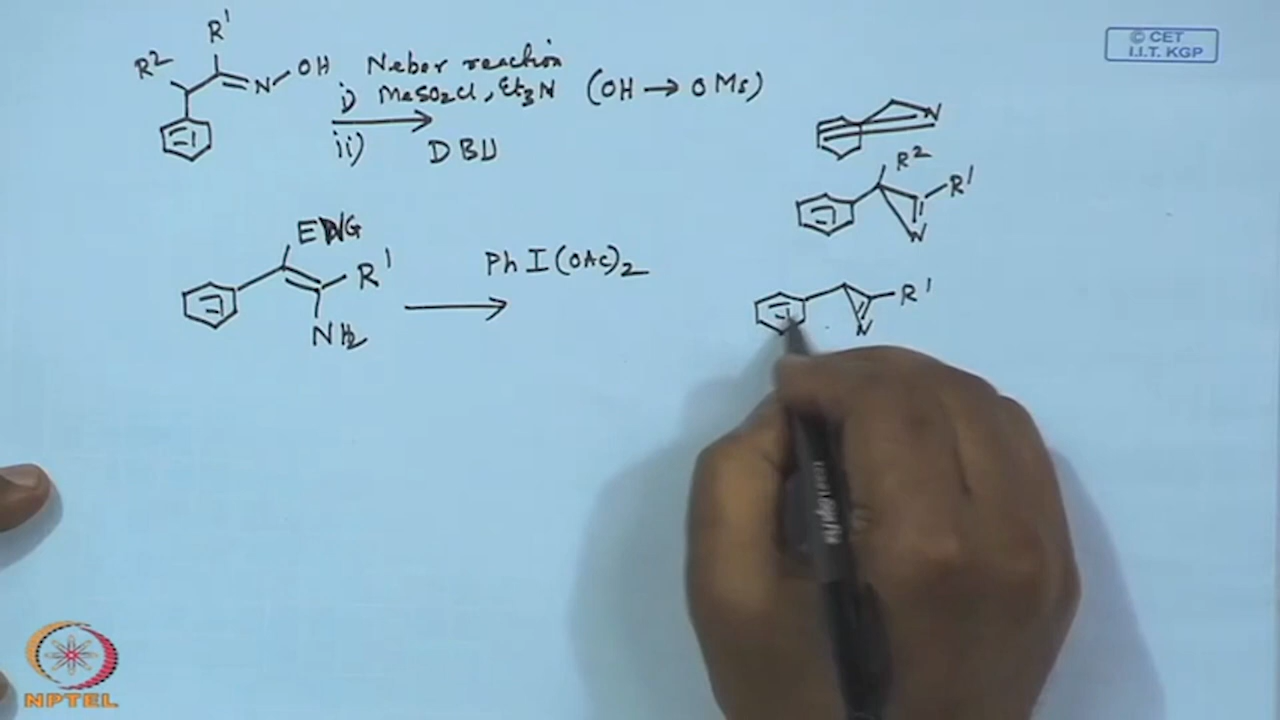 © CET
I.I.T. KGP
R1
R2
N
OH
Neber reaction
i) MeSO2Cl, Et3N (OH → OMs)
ii) DBU
N
R2
R1
N
EWG
R1
NH2
PhI(OAc)2
R1
N
NPTEL